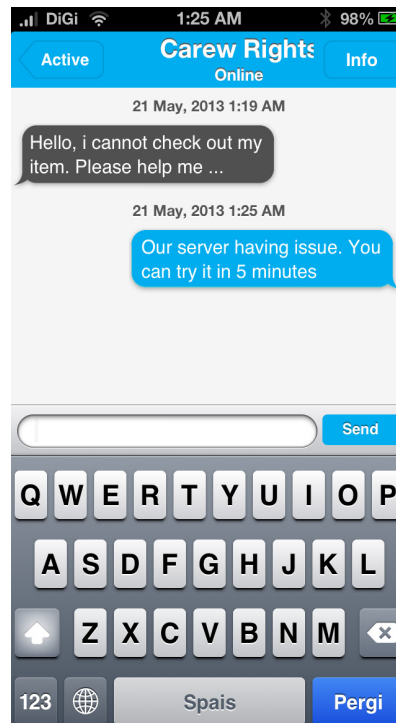 DiGi 1:25 AM 98%
Active Carew Rights Info
Online
21 May, 2013 1:19 AM
Hello, i cannot check out my
item. Please help me ...
21 May, 2013 1:25 AM
Our server having issue. You
can try it in 5 minutes
Send
Q W E R T Y U I O P
A S D F G H J K L
Z X C V B N M
123 Spais Pergi